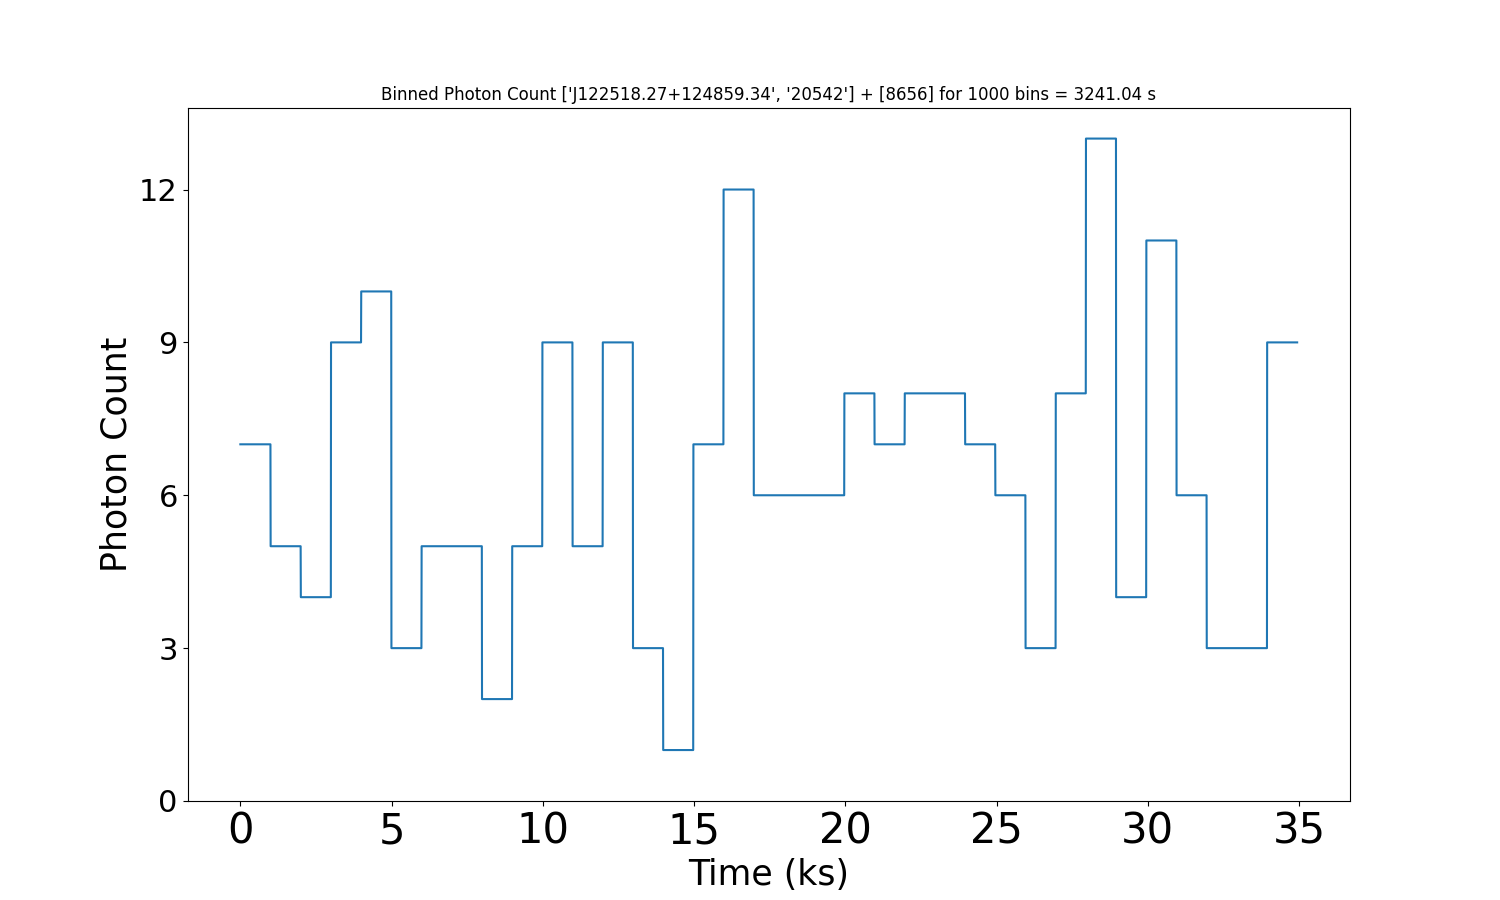 Binned Photon Count ['J122518.27+124859.34', '20542'] + [8656] for 1000 bins = 3241.04 s
12
9
6
3
0
Photon Count
0 5 10 15 20 25 30 35
Time (ks)